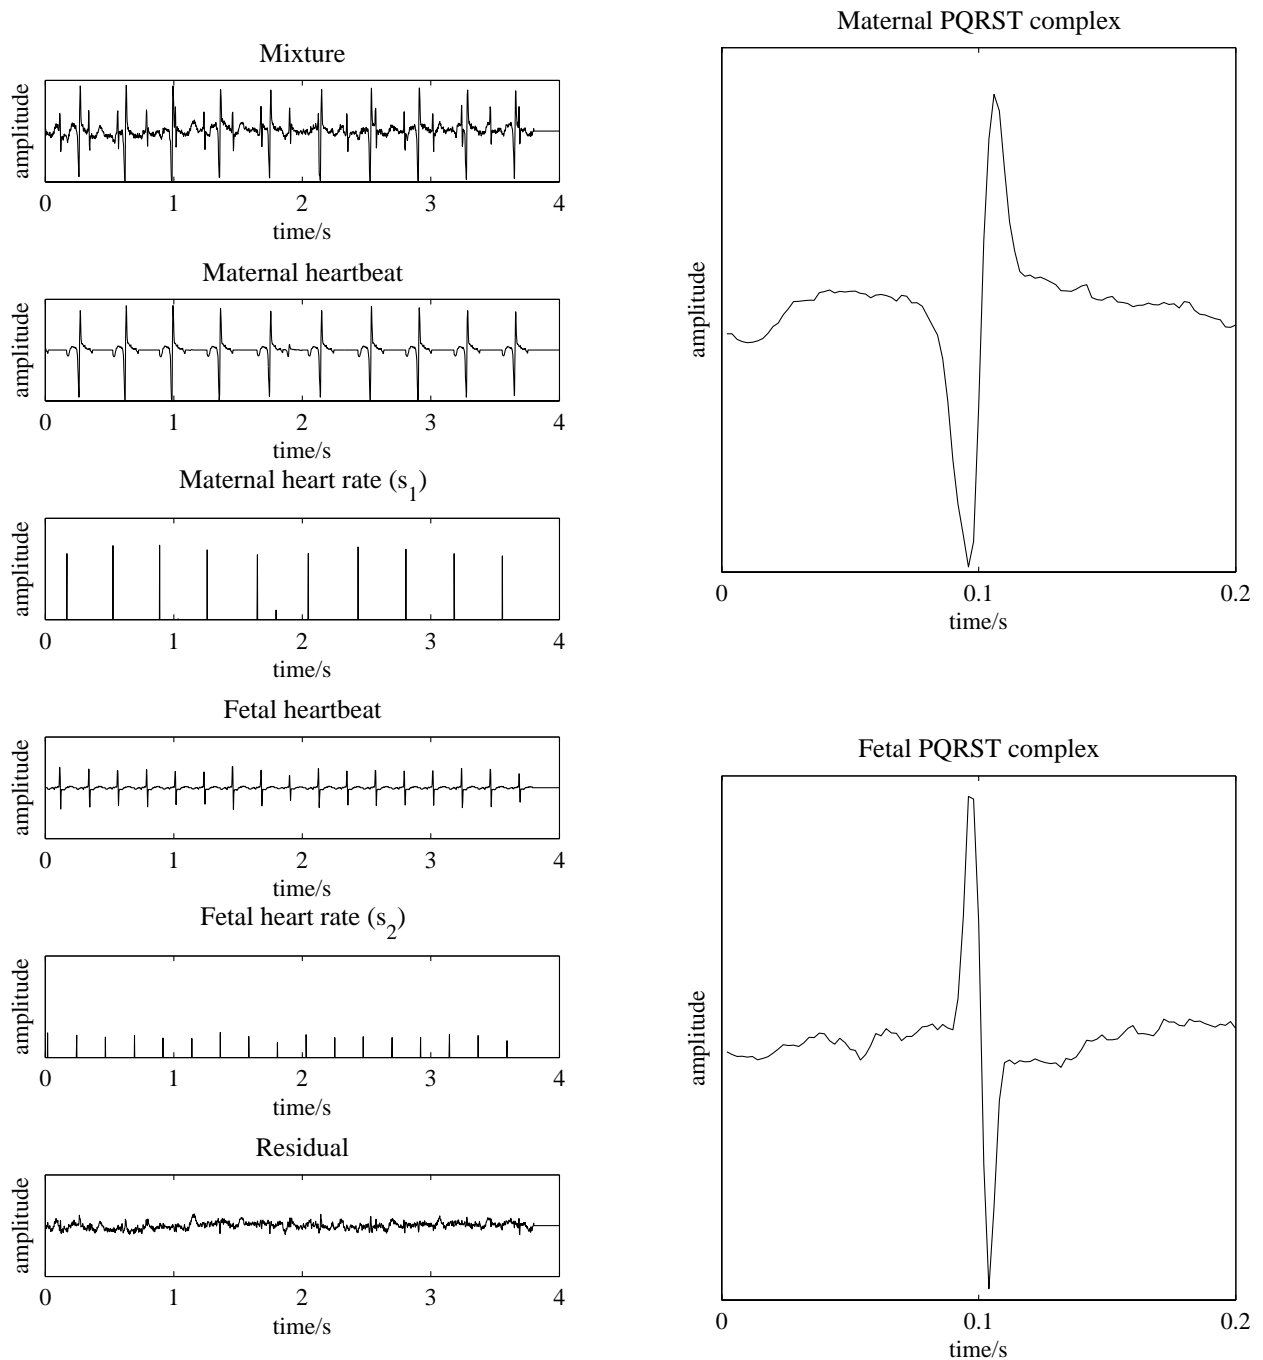 Mixture
amplitude
0 1 2 3 4
time/s
Maternal heartbeat
amplitude
0 1 2 3 4
time/s
Maternal heart rate (s1)
amplitude
0 1 2 3 4
time/s
Fetal heartbeat
amplitude
0 1 2 3 4
time/s
Fetal heart rate (s2)
amplitude
0 1 2 3 4
time/s
Residual
amplitude
0 1 2 3 4
time/s
Maternal PQRST complex
amplitude
0 0.1 0.2
time/s
Fetal PQRST complex
amplitude
0 0.1 0.2
time/s